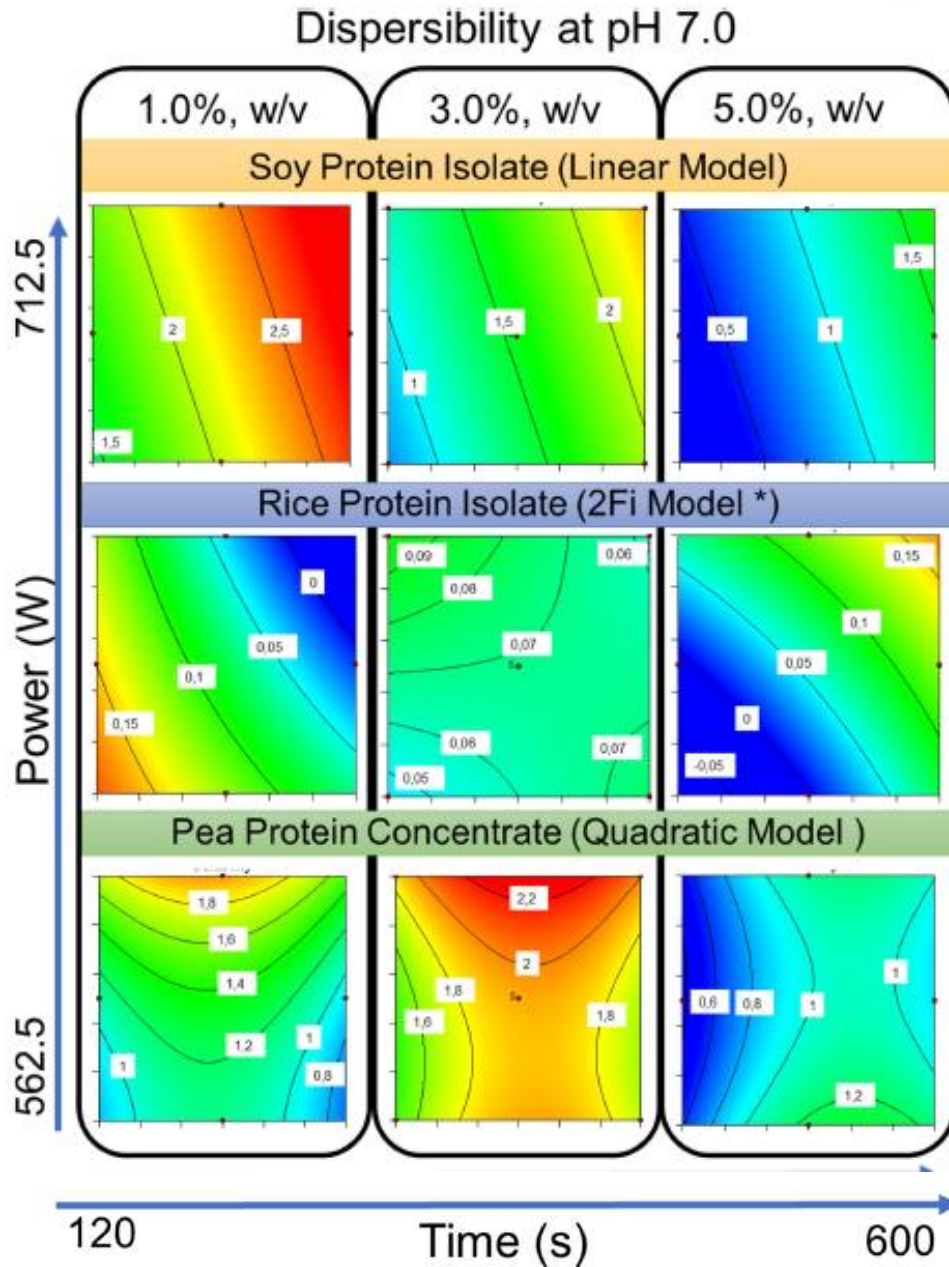 Dispersibility at pH 7.0
1.0%, w/v 3.0%, w/v 5.0%, w/v
Soy Protein Isolate (Linear Model)
712.5
2 2,5 1,5
1,5 2 1
1,5
0,5 1
Rice Protein Isolate (2Fi Model *)
Power (W)
0 0,05 0,1 0,15
0,09 0,06 0,08 0,07 0,06 0,07 0,05
0,15 0,1 0,05 0 -0,05
Pea Protein Concentrate (Quadratic Model )
562.5
1,8 1,6 1,4 1,2 1 1 0,8
2,2 2 1,8 1,6 1,8 5
0,6 0,8 1 1 1,2
120 Time (s) 600